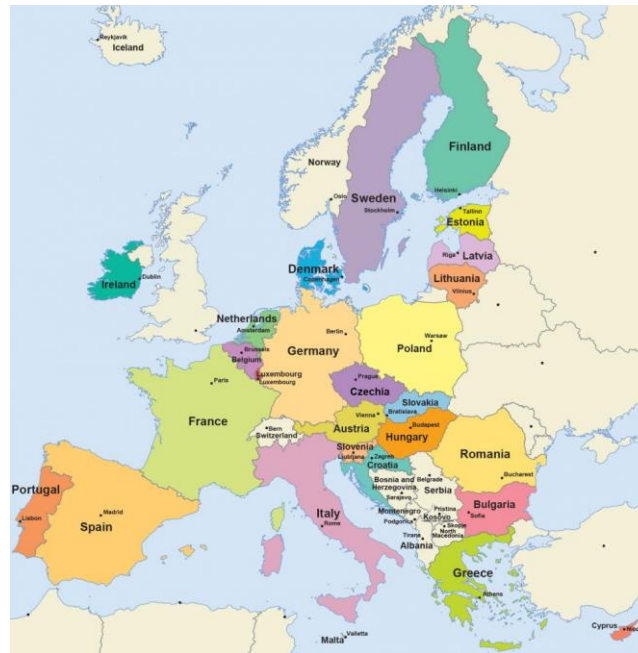 Reykjavik
Iceland
Norway
Oslo
Sweden
Stockholm
Finland
Helsinki
Tallinn
Estonia
Riga
Latvia
Lithuania
Vilnius
Denmark
Copenhagen
Dublin
Ireland
Netherlands
Amsterdam
Brussels
Belgium
Luxembourg
Luxembourg
Berlin
Germany
Warsaw
Poland
Prague
Czechia
Slovakia
Bratislava
Vienna
Austria
Budapest
Hungary
Paris
France
Bern
Switzerland
Slovenia
Ljubljana
Zagreb
Croatia
Romania
Bucharest
Bosnia and
Herzegovina
Sarajevo
Belgrade
Serbia
Montenegro
Podgorica
Pristina
Kosovo
Skopje
North
Macedonia
Tirana
Albania
Bulgaria
Sofia
Portugal
Lisbon
Madrid
Spain
Italy
Rome
Greece
Athens
Malta
Valletta
Cyprus